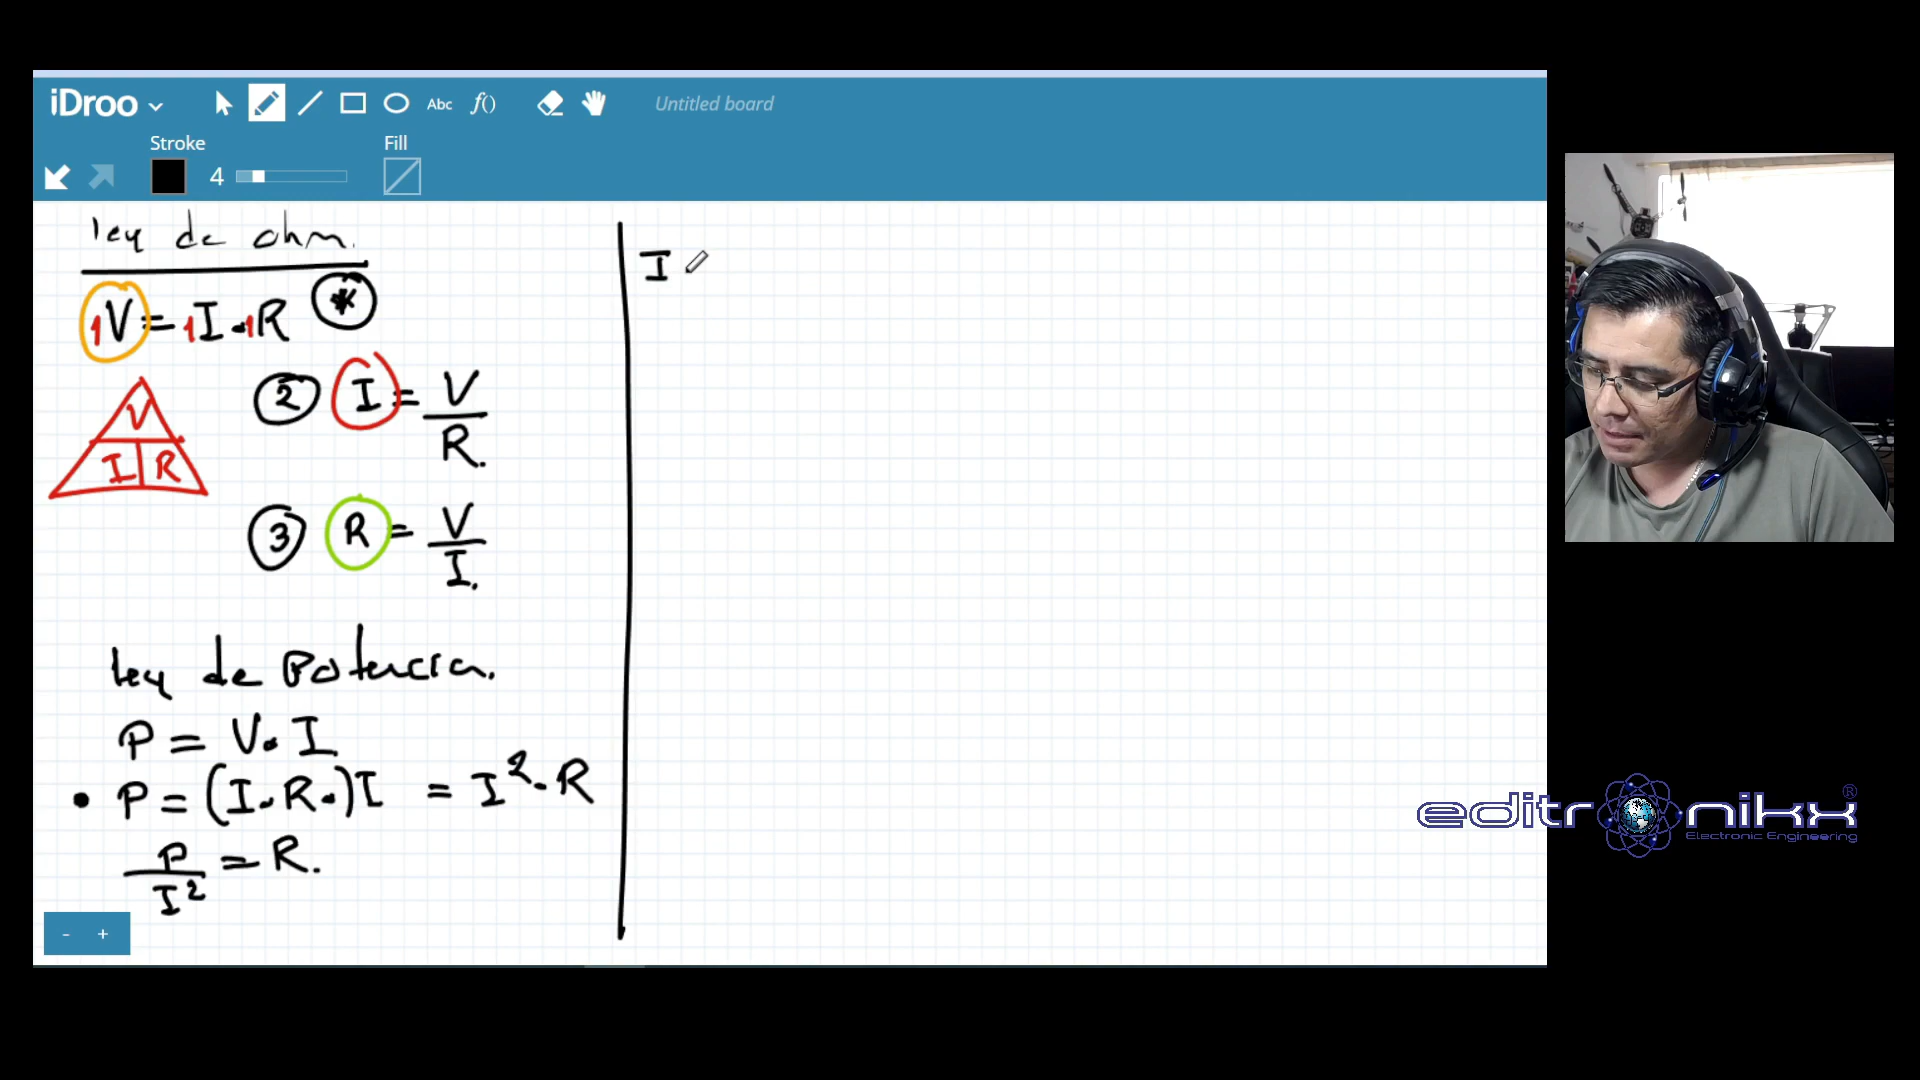 iDroo
Abc
f()
Untitled board
Stroke
Fill
4
ley de ohm.
1V = 1I . 1R *
V
I R
2 I = V
R.
3 R = V
I.
ley de Potencia.
P = V. I
• P = (I.R.)I = I². R
P = R.
I²
I
- +
editronikx®
Electronic Engineering